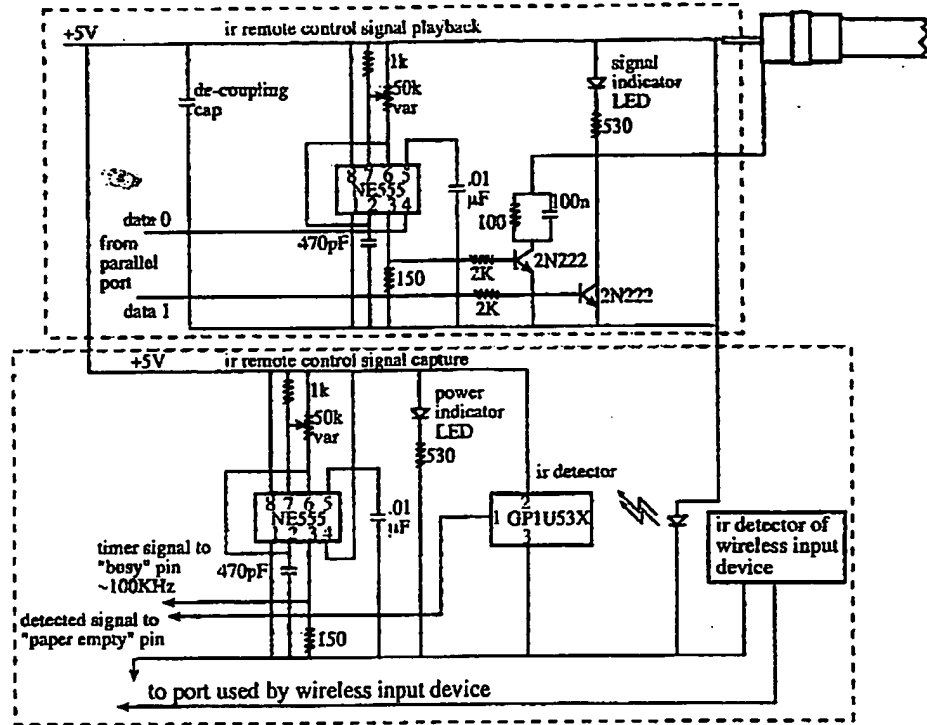 +5V
ir remote control signal playback
1k
50k
var
de-coupling
cap
signal
indicator
LED
530
8 7 6 5
NE555
1 2 3 4
.01
µF
100
100n
data 0
from
parallel
port
470pF
150
2K
2N222
data 1
2K
2N222
+5V
ir remote control signal capture
1k
50k
var
power
indicator
LED
530
ir detector
8 7 6 5
NE555
1 2 3 4
.01
µF
2
1 GP1U53X
3
ir detector of
wireless input
device
timer signal to
"busy" pin
~100KHz
470pF
detected signal to
"paper empty" pin
150
to port used by wireless input device